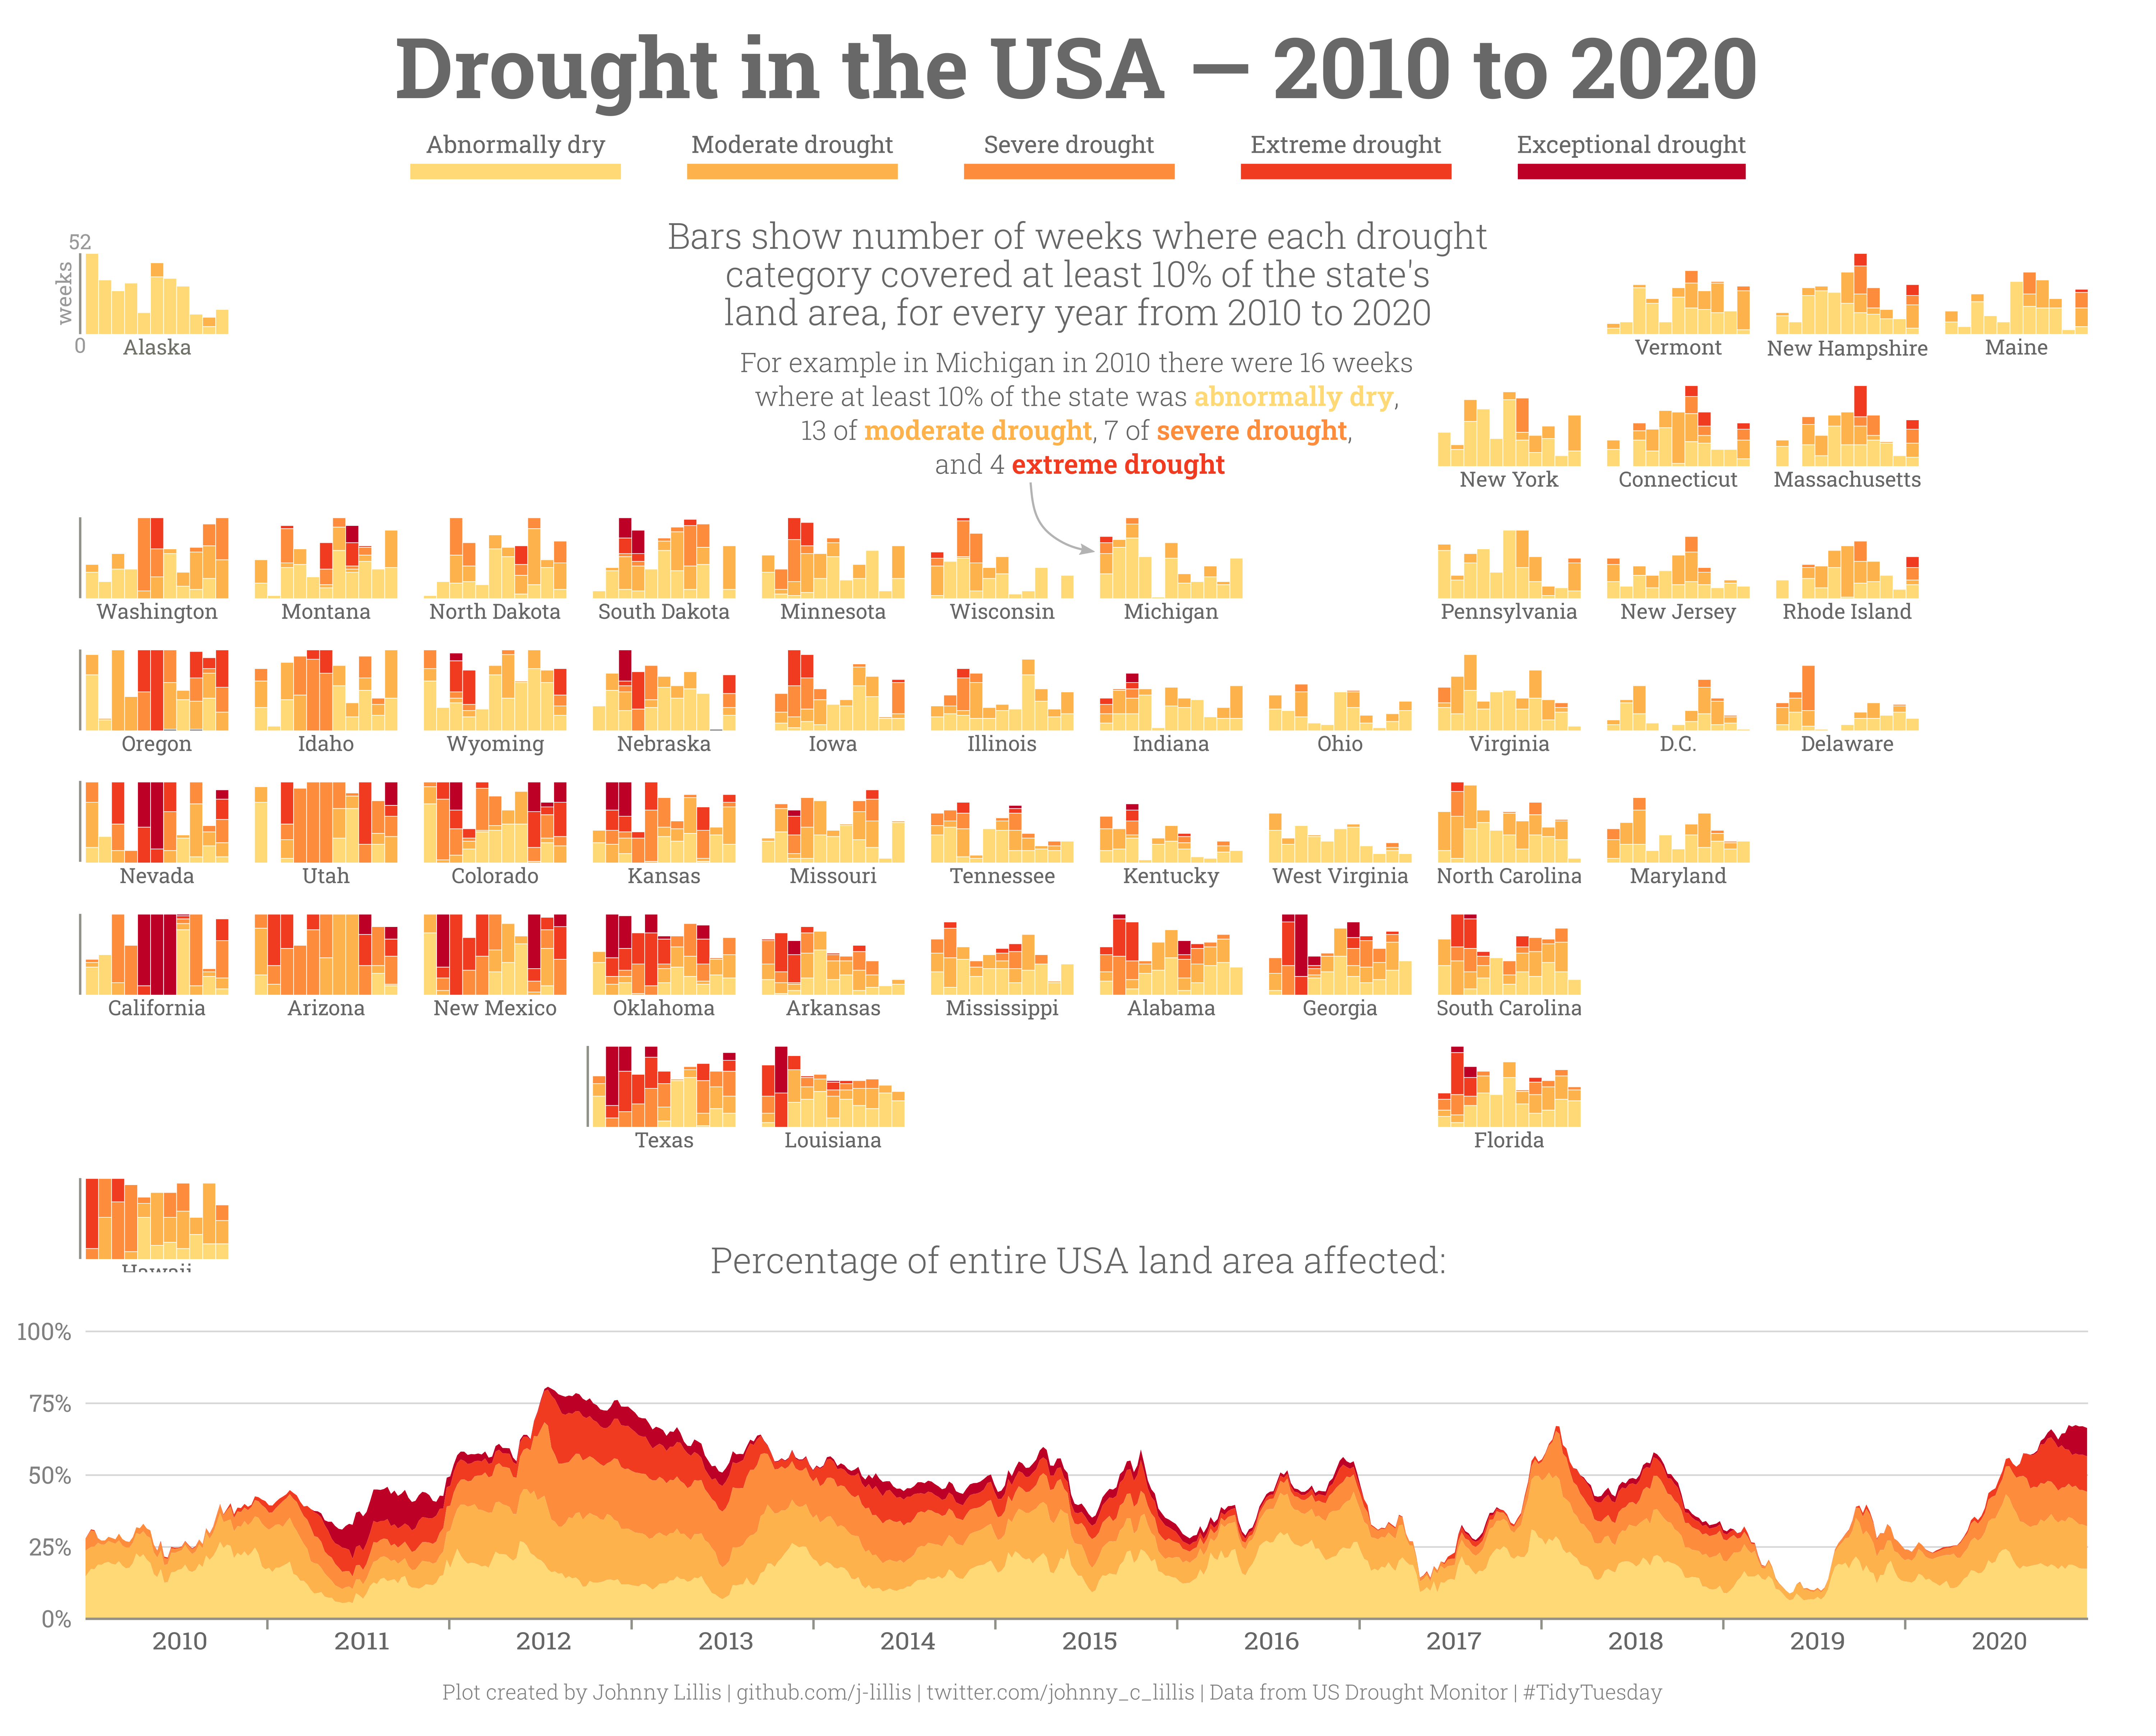 Drought in the USA — 2010 to 2020
Abnormally dry
Moderate drought
Severe drought
Extreme drought
Exceptional drought
Bars show number of weeks where each drought
category covered at least 10% of the state's
land area, for every year from 2010 to 2020
For example in Michigan in 2010 there were 16 weeks
where at least 10% of the state was abnormally dry,
13 of moderate drought, 7 of severe drought,
and 4 extreme drought
52
weeks
0
Alaska
Vermont
New Hampshire
Maine
New York
Connecticut
Massachusetts
Washington
Montana
North Dakota
South Dakota
Minnesota
Wisconsin
Michigan
Pennsylvania
New Jersey
Rhode Island
Oregon
Idaho
Wyoming
Nebraska
Iowa
Illinois
Indiana
Ohio
Virginia
D.C.
Delaware
Nevada
Utah
Colorado
Kansas
Missouri
Tennessee
Kentucky
West Virginia
North Carolina
Maryland
California
Arizona
New Mexico
Oklahoma
Arkansas
Mississippi
Alabama
Georgia
South Carolina
Texas
Louisiana
Florida
Hawaii
Percentage of entire USA land area affected:
100%
75%
50%
25%
0%
2010
2011
2012
2013
2014
2015
2016
2017
2018
2019
2020
Plot created by Johnny Lillis | github.com/j-lillis | twitter.com/johnny_c_lillis | Data from US Drought Monitor | #TidyTuesday